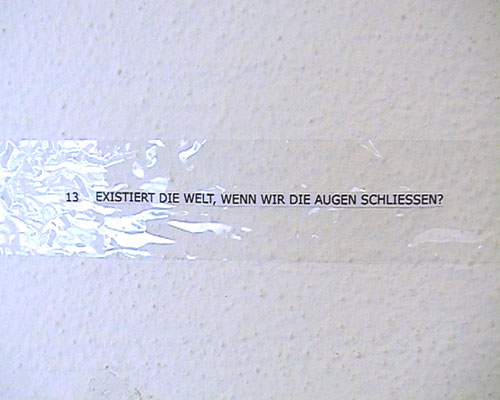 13 EXISTIERT DIE WELT, WENN WIR DIE AUGEN SCHLIESSEN?